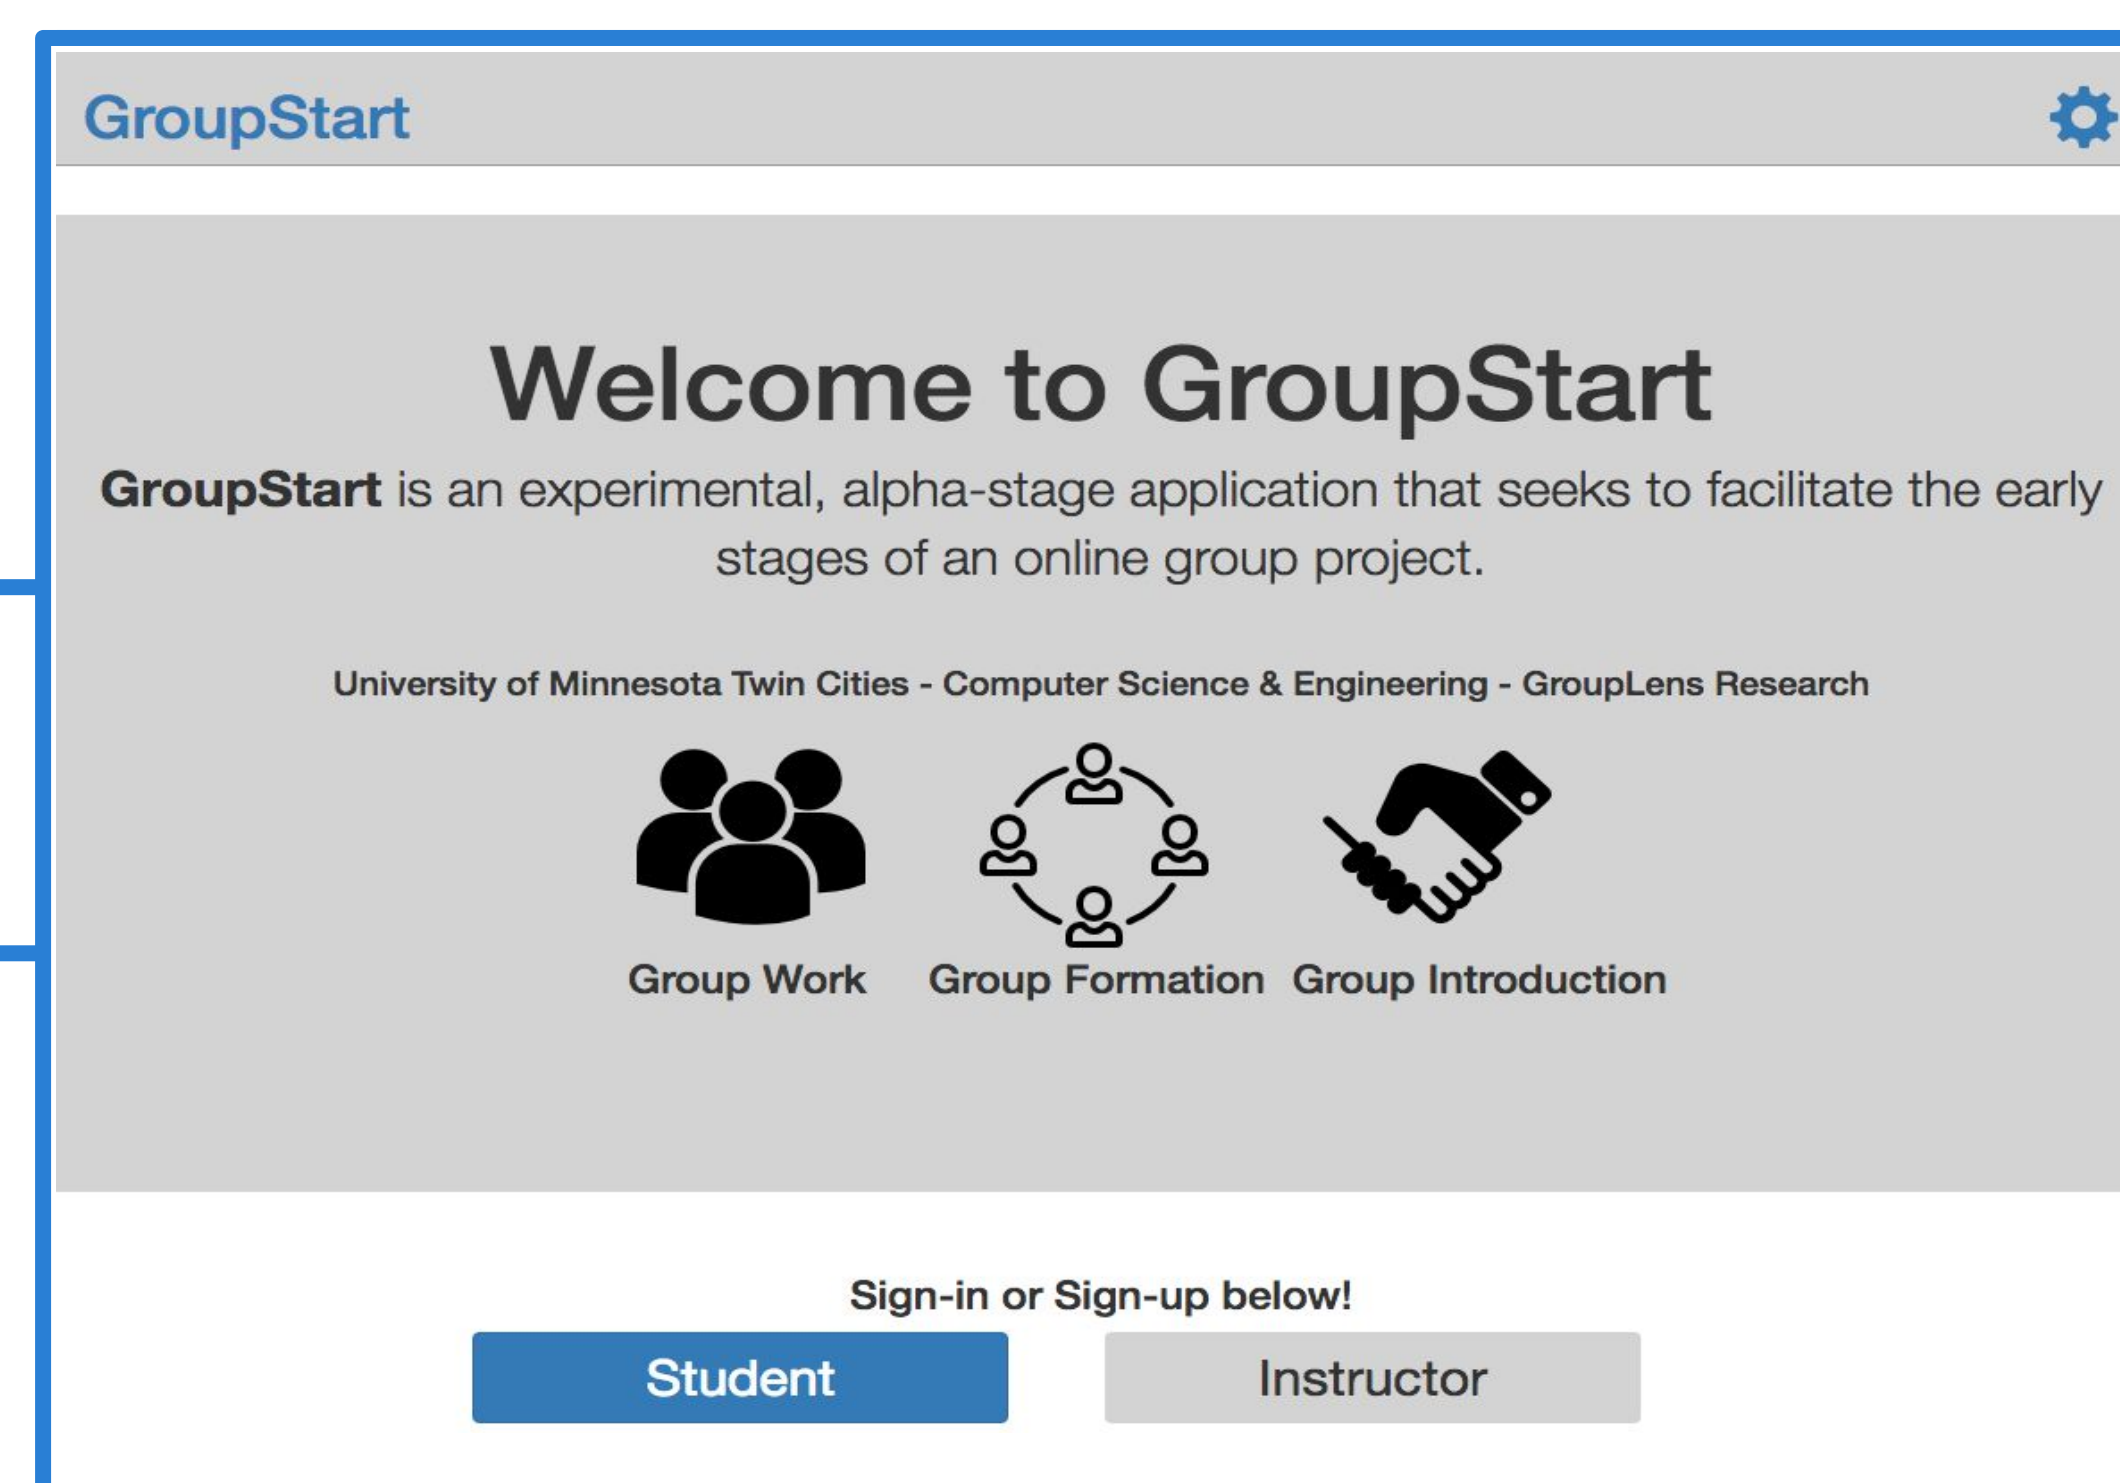 GroupStart
Welcome to GroupStart
GroupStart is an experimental, alpha-stage application that seeks to facilitate the early
stages of an online group project.
University of Minnesota Twin Cities - Computer Science & Engineering - GroupLens Research
Group Work Group Formation Group Introduction
Sign-in or Sign-up below!
Student Instructor